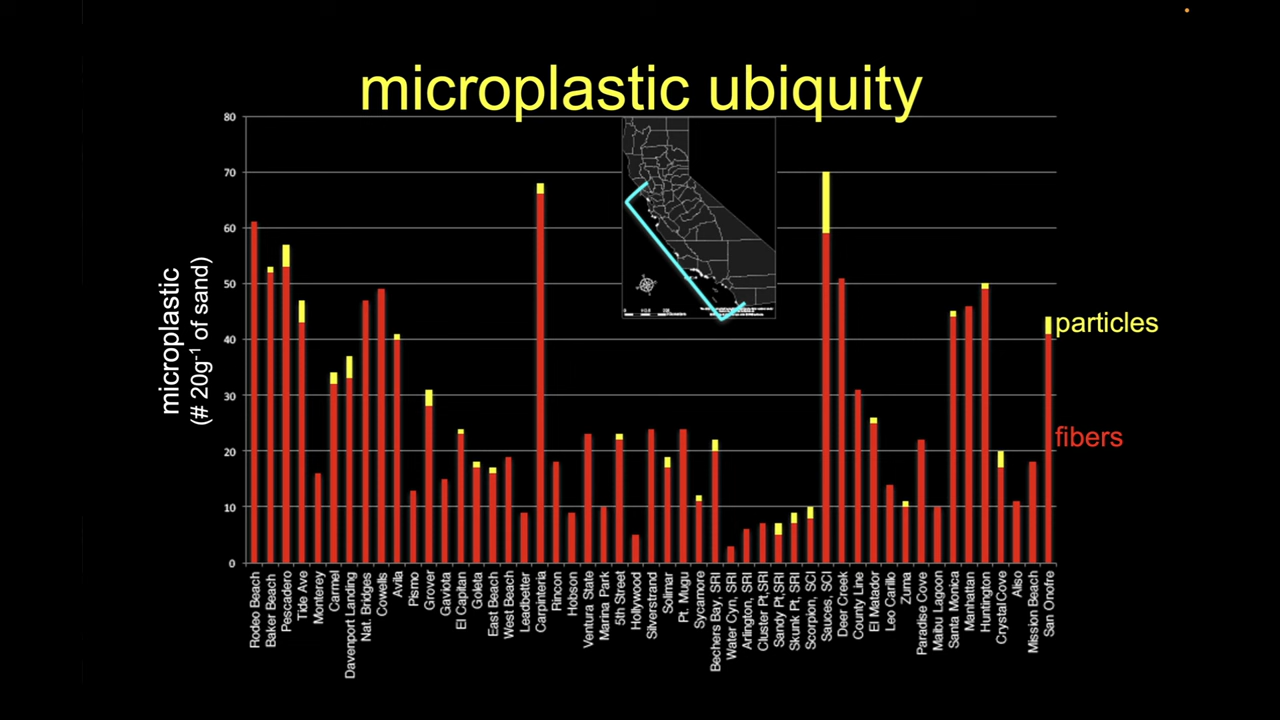 microplastic ubiquity
microplastic
(# 20g-1 of sand)
80
70
60
50
40
30
20
10
0
particles
fibers
Rodeo Beach
Baker Beach
Pescadero
Tide Ave
Monterey
Carmel
Davenport Landing
Nat. Bridges
Cowells
Avila
Pismo
Grover
Gaviota
El Capitan
Goleta
East Beach
West Beach
Leadbetter
Carpinteria
Rincon
Hobson
Ventura State
Marina Park
5th Street
Hollywood
Silverstrand
Solimar
Pt. Mugu
Sycamore
Bechers Bay, SRI
Water Cyn, SRI
Arlington, SRI
Cluster Pt,SRI
Sandy Pt,SRI
Skunk Pt, SRI
Scorpion, SCI
Sauces, SCI
Deer Creek
County Line
El Matador
Leo Carillo
Zuma
Paradise Cove
Maibu Lagoon
Santa Monica
Manhattan
Huntington
Crystal Cove
Aliso
Mission Beach
San Onofre